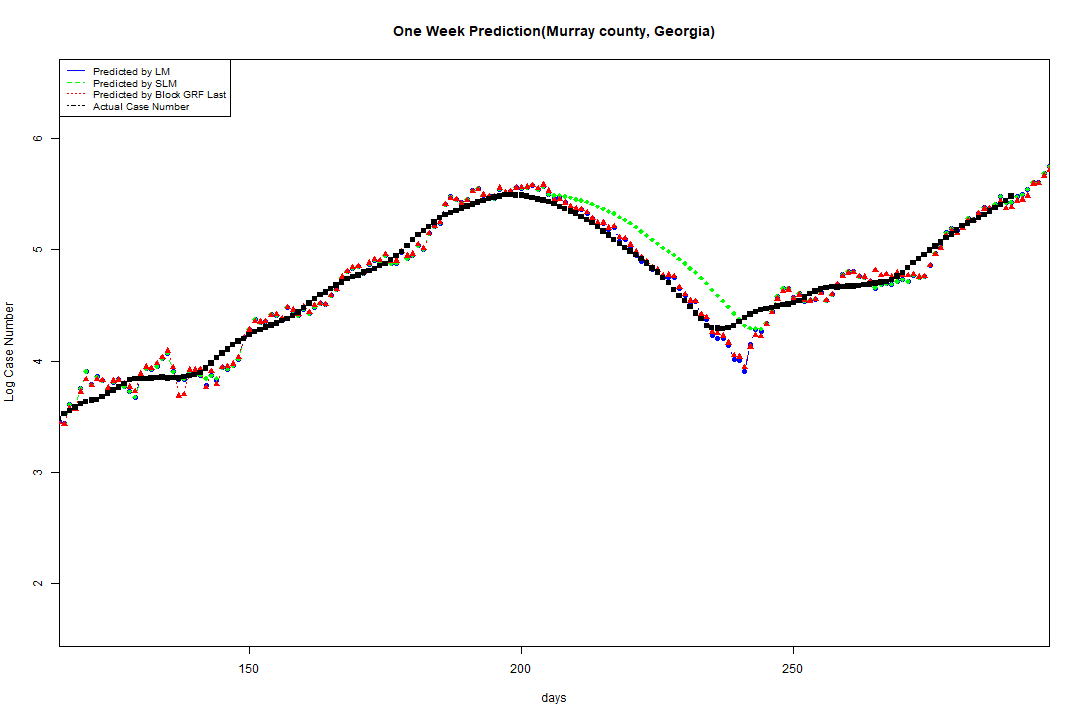 One Week Prediction(Murray county, Georgia)
Predicted by LM
Predicted by SLM
Predicted by Block GRF Last
Actual Case Number
6
5
4
3
2
Log Case Number
150 200 250
days